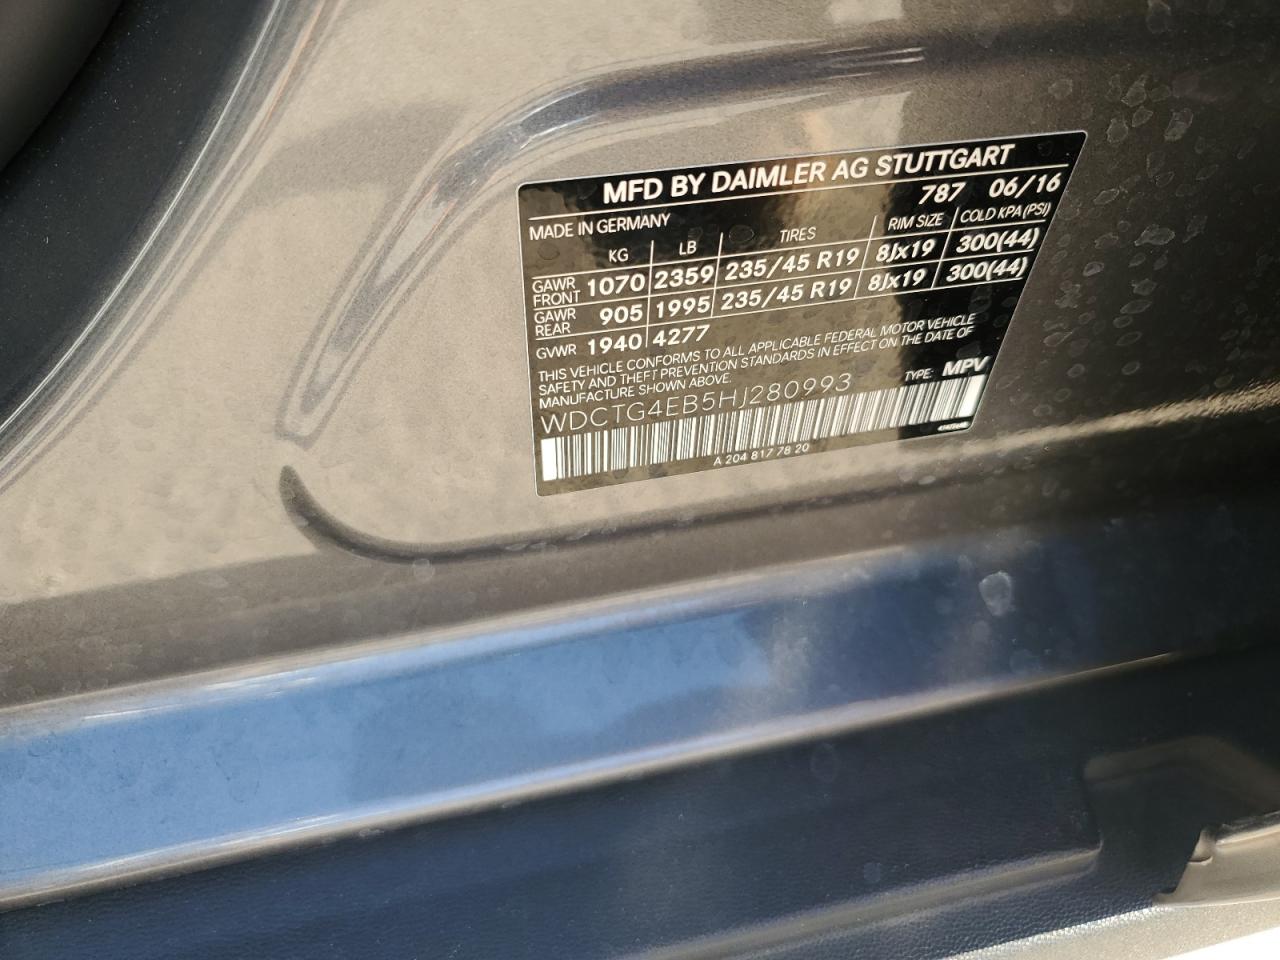 MFD BY DAIMLER AG STUTTGART
787 06/16
MADE IN GERMANY
KG LB TIRES RIM SIZE COLD KPA (PSI)
GAWR FRONT 1070 2359 235/45 R19 8Jx19 300(44)
GAWR REAR 905 1995 235/45 R19 8Jx19 300(44)
GVWR 1940 4277
THIS VEHICLE CONFORMS TO ALL APPLICABLE FEDERAL MOTOR VEHICLE
SAFETY AND THEFT PREVENTION STANDARDS IN EFFECT ON THE DATE OF
MANUFACTURE SHOWN ABOVE.
TYPE: MPV
WDCTG4EB5HJ280993
A 204 817 78 20